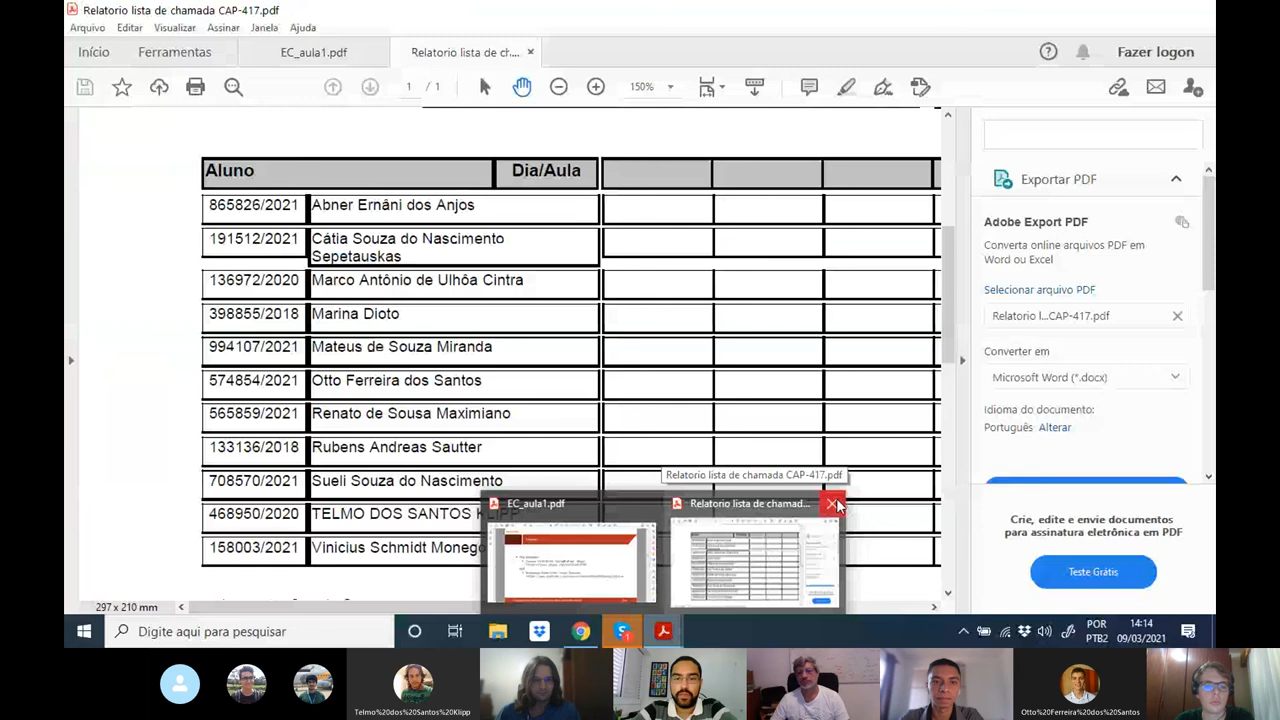 Relatorio lista de chamada CAP-417.pdf
Arquivo Editar Visualizar Assinar Janela Ajuda
Início Ferramentas EC_aula1.pdf Relatorio lista de ch... × Fazer logon
1 / 1 150%
Aluno Dia/Aula
865826/2021 Abner Ernâni dos Anjos
191512/2021 Cátia Souza do Nascimento
Sepetauskas
136972/2020 Marco Antônio de Ulhôa Cintra
398855/2018 Marina Dioto
994107/2021 Mateus de Souza Miranda
574854/2021 Otto Ferreira dos Santos
565859/2021 Renato de Sousa Maximiano
133136/2018 Rubens Andreas Sautter
708570/2021 Sueli Souza do Nascimento
468950/2020 TELMO DOS SANTOS KLIPP
158003/2021 Vinicius Schmidt Monego
Exportar PDF
Adobe Export PDF
Converta online arquivos PDF em
Word ou Excel
Selecionar arquivo PDF
Relatorio l...CAP-417.pdf
Converter em
Microsoft Word (*.docx)
Idioma do documento:
Português Alterar
Crie, edite e envie documentos
para assinatura eletrônica em PDF
Teste Grátis
Relatorio lista de chamada CAP-417.pdf
EC_aula1.pdf Relatorio lista de chamad...
297 x 210 mm
Digite aqui para pesquisar
POR
PTB2
14:14
09/03/2021
Telmo%20dos%20Santos%20Klipp
Otto%20Ferreira%20dos%20Santos